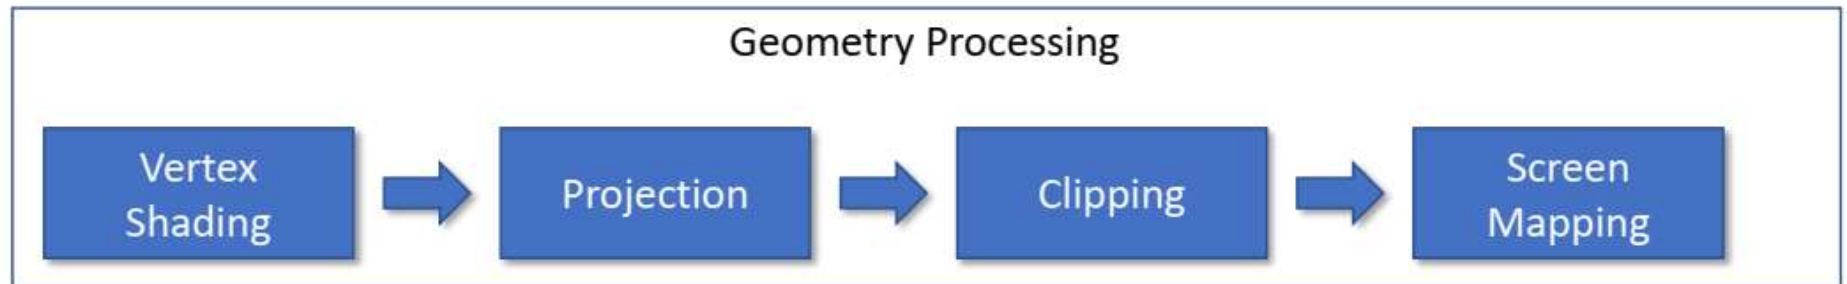 Geometry Processing
Vertex
Shading
Projection
Clipping
Screen
Mapping